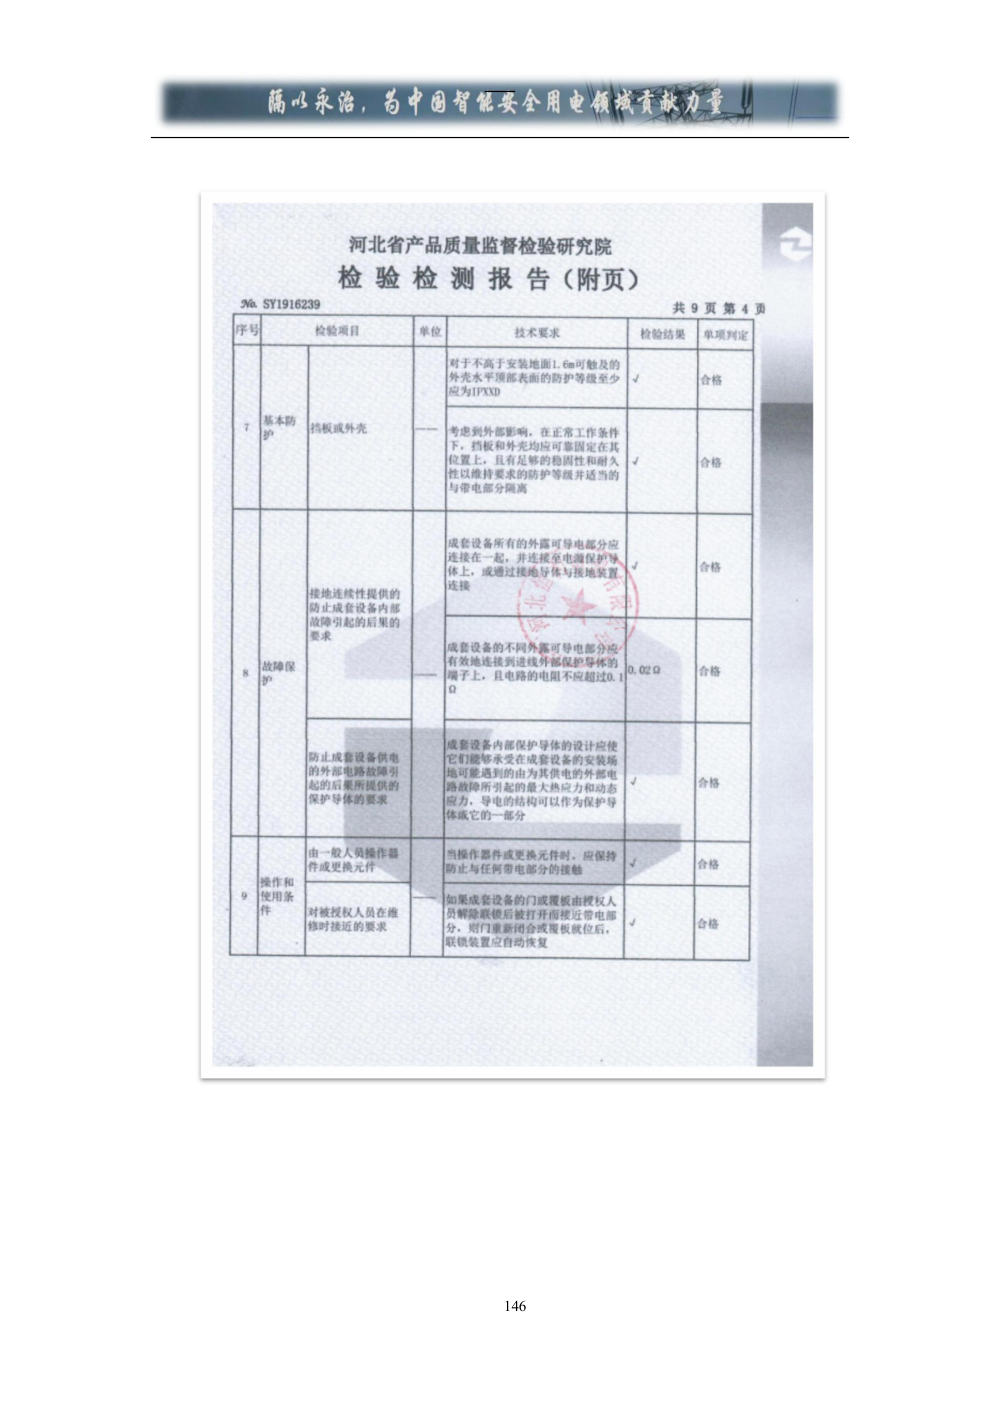 隔以永治，为中国智能安全用电领域贡献力量
河北省产品质量监督检验研究院
检验检测报告（附页）
No. SY1916239
共 9 页 第 4 页
序号 检验项目 单位 技术要求 检验结果 单项判定
7
基本防
护
挡板或外壳
——
对于不高于安装地面1.6m可触及的
外壳水平顶部表面的防护等级至少
应为IPXXD
√
合格
考虑到外部影响，在正常工作条件
下，挡板和外壳均应可靠固定在其
位置上，且有足够的稳固性和耐久
性以维持要求的防护等级并适当的
与带电部分隔离
√
合格
8
故障保
护
接地连续性提供的
防止成套设备内部
故障引起的后果的
要求
——
成套设备所有的外露可导电部分应
连接在一起，并连接至电源保护导
体上，或通过接地导体与接地装置
连接
√
合格
成套设备的不同外露可导电部分应
有效地连接到进线外部保护导体的
端子上，且电路的电阻不应超过0.1
Ω
0.02Ω
合格
防止成套设备供电
的外部电路故障引
起的后果所提供的
保护导体的要求
成套设备内部保护导体的设计应使
它们能够承受在成套设备的安装场
地可能遇到的由为其供电的外部电
路故障所引起的最大热应力和动态
应力，导电的结构可以作为保护导
体或它的一部分
√
合格
9
操作和
使用条
件
由一般人员操作器
件或更换元件
——
当操作器件或更换元件时，应保持
防止与任何带电部分的接触
√
合格
对被授权人员在维
修时接近的要求
如果成套设备的门或覆板由授权人
员解除联锁后被打开而接近带电部
分，则门重新闭合或覆板就位后，
联锁装置应自动恢复
√
合格
146